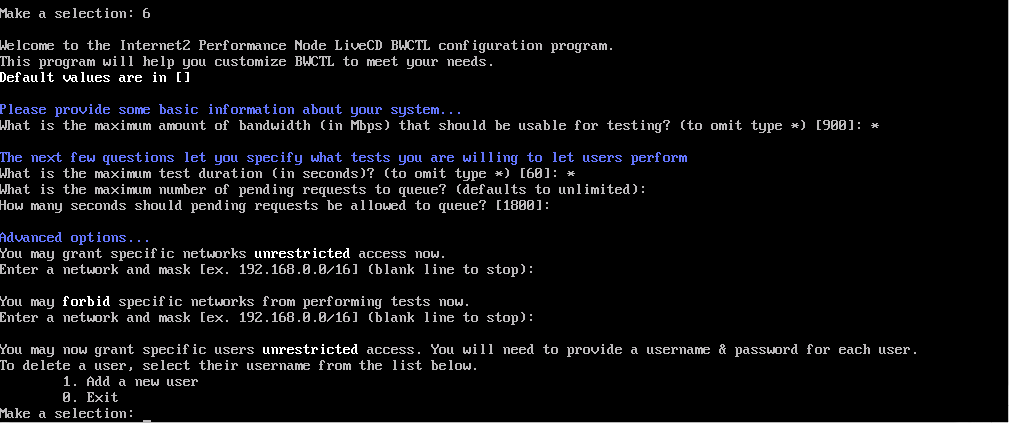 Make a selection: 6
Welcome to the Internet2 Performance Node LiveCD BWCTL configuration program.
This program will help you customize BWCTL to meet your needs.
Default values are in []
Please provide some basic information about your system...
What is the maximum amount of bandwidth (in Mbps) that should be usable for testing? (to omit type *) [900]: *
The next few questions let you specify what tests you are willing to let users perform
What is the maximum test duration (in seconds)? (to omit type *) [60]: *
What is the maximum number of pending requests to queue? (defaults to unlimited):
How many seconds should pending requests be allowed to queue? [1800]:
Advanced options...
You may grant specific networks unrestricted access now.
Enter a network and mask [ex. 192.168.0.0/16] (blank line to stop):
You may forbid specific networks from performing tests now.
Enter a network and mask [ex. 192.168.0.0/16] (blank line to stop):
You may now grant specific users unrestricted access. You will need to provide a username & password for each user.
To delete a user, select their username from the list below.
1. Add a new user
0. Exit
Make a selection: _